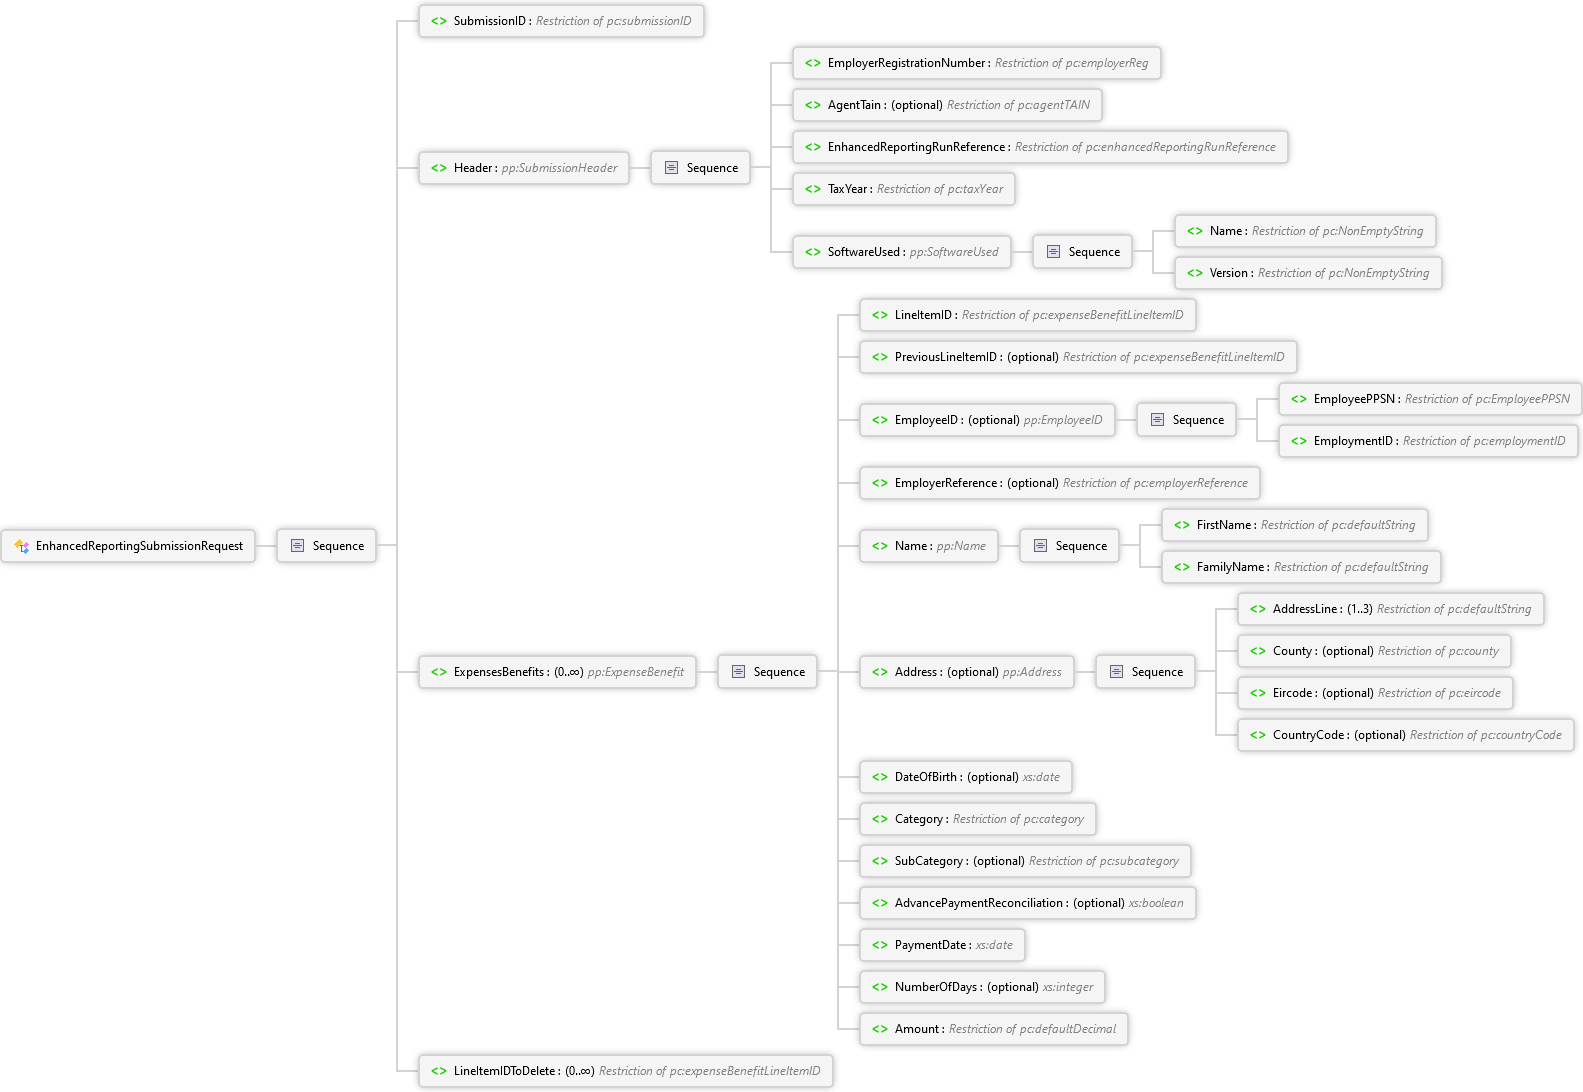 SubmissionID : Restriction of pc:submissionID
EmployerRegistrationNumber : Restriction of pc:employerReg
AgentTain : (optional) Restriction of pc:agentTAIN
EnhancedReportingRunReference : Restriction of pc:enhancedReportingRunReference
Header : pp:SubmissionHeader
Sequence
TaxYear : Restriction of pc:taxYear
Name : Restriction of pc:NonEmptyString
SoftwareUsed : pp:SoftwareUsed
Sequence
Version : Restriction of pc:NonEmptyString
LineItemID : Restriction of pc:expenseBenefitLineItemID
PreviousLineItemID : (optional) Restriction of pc:expenseBenefitLineItemID
EmployeePPSN : Restriction of pc:EmployeePPSN
EmployeeID : (optional) pp:EmployeeID
Sequence
EmploymentID : Restriction of pc:employmentID
EmployerReference : (optional) Restriction of pc:employerReference
FirstName : Restriction of pc:defaultString
EnhancedReportingSubmissionRequest
Sequence
Name : pp:Name
Sequence
FamilyName : Restriction of pc:defaultString
AddressLine : (1..3) Restriction of pc:defaultString
County : (optional) Restriction of pc:county
ExpensesBenefits : (0..∞) pp:ExpenseBenefit
Sequence
Address : (optional) pp:Address
Sequence
Eircode : (optional) Restriction of pc:eircode
CountryCode : (optional) Restriction of pc:countryCode
DateOfBirth : (optional) xs:date
Category : Restriction of pc:category
SubCategory : (optional) Restriction of pc:subcategory
AdvancePaymentReconciliation : (optional) xs:boolean
PaymentDate : xs:date
NumberOfDays : (optional) xs:integer
Amount : Restriction of pc:defaultDecimal
LineItemIDToDelete : (0..∞) Restriction of pc:expenseBenefitLineItemID